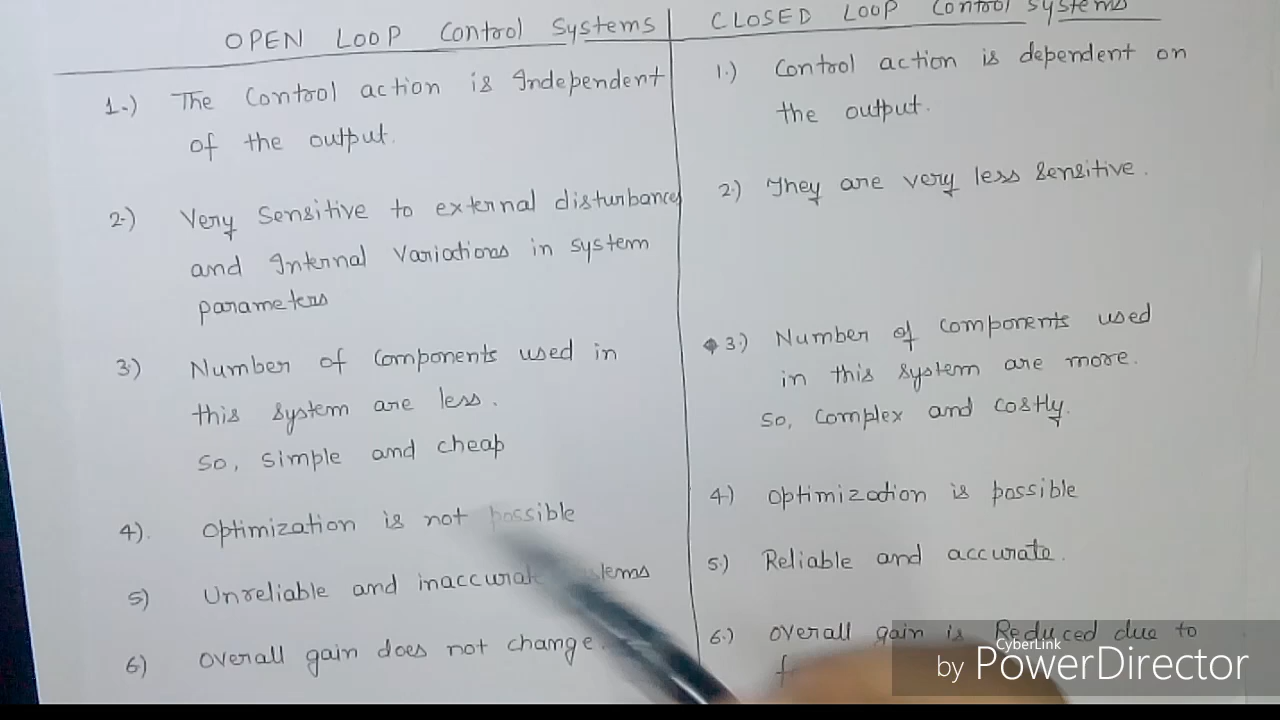 OPEN LOOP Control Systems
1.) The Control action is Independent
of the output.
2.) Very Sensitive to external disturbances
and Internal Variations in system
parameters
3.) Number of Components used in
this system are less.
So, simple and cheap
4). Optimization is not possible
5) Unreliable and
6) Overall gain does not change.
CLOSED LOOP Control Systems
1.) Control action is dependent on
the output.
2.) They are very less sensitive.
3.) Number of components used
in this system are more.
So, Complex and costly.
4.) Optimization is possible
5.) Reliable and accurate.
6.) Overall gain is Reduced due to
CyberLink
by PowerDirector